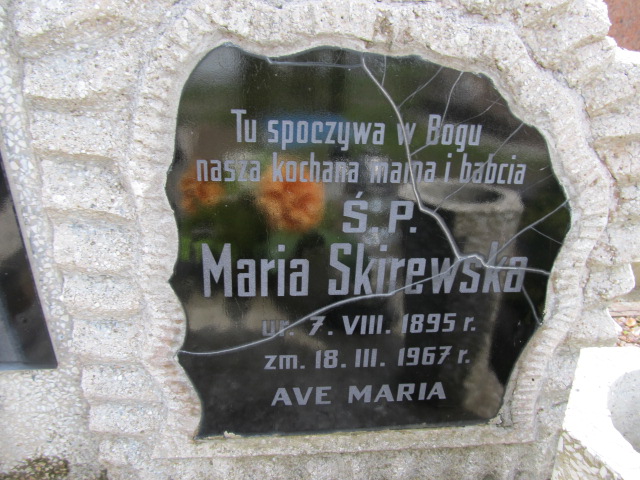 Tu spoczywa w Bogu
nasza kochana mama i babcia
Ś.P.
Maria Skirewska
ur. 7. VIII. 1895 r.
zm. 18. III. 1967 r.
AVE MARIA